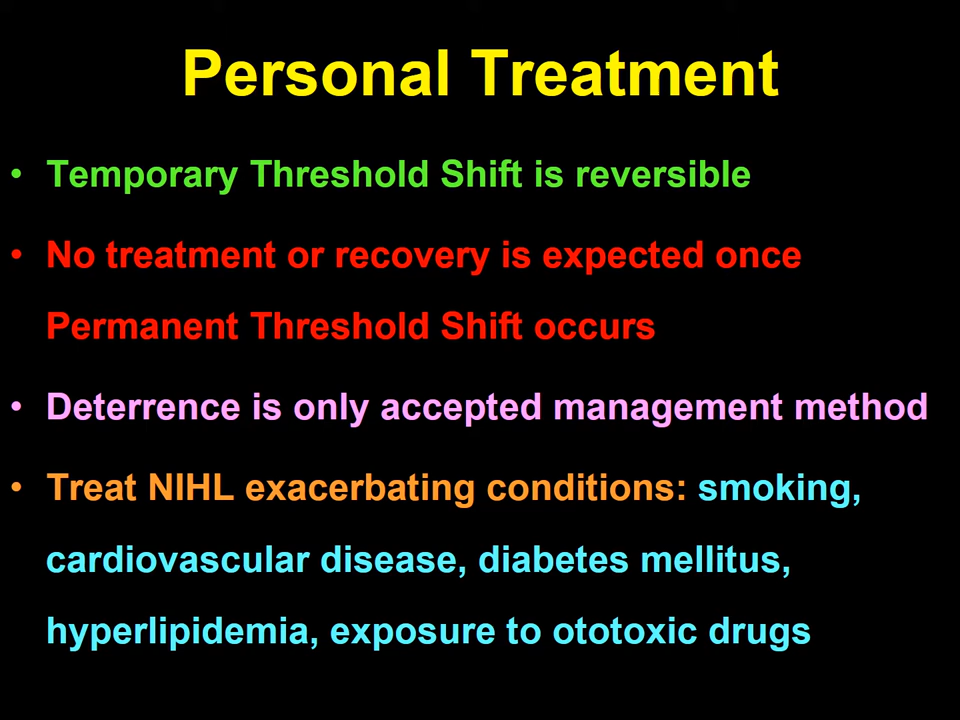 Personal Treatment
• Temporary Threshold Shift is reversible
• No treatment or recovery is expected once
Permanent Threshold Shift occurs
• Deterrence is only accepted management method
• Treat NIHL exacerbating conditions: smoking,
cardiovascular disease, diabetes mellitus,
hyperlipidemia, exposure to ototoxic drugs